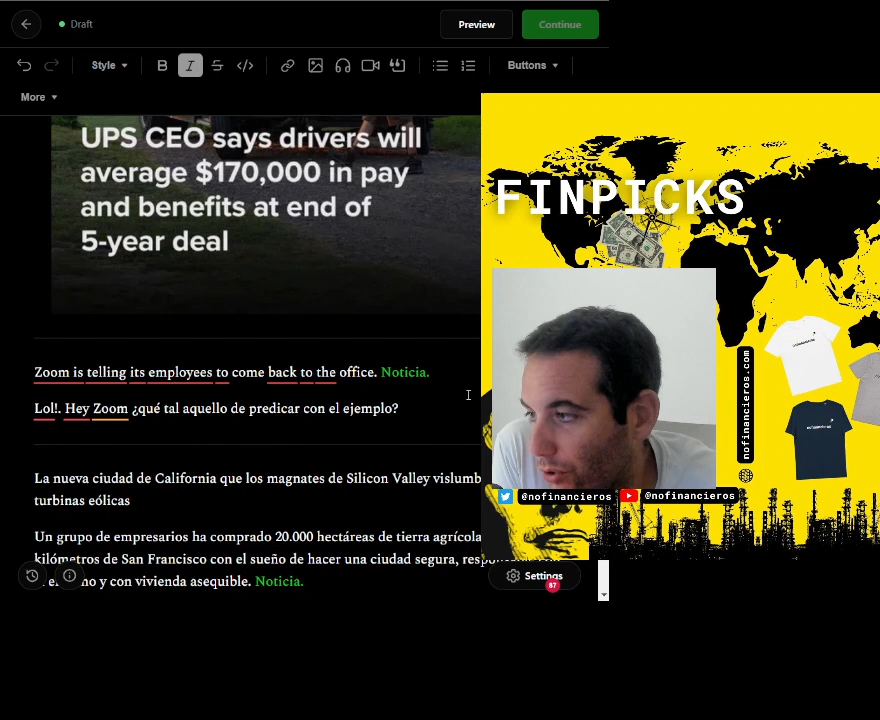 Draft
Preview
Continue
Style
B
I
S
Buttons
More
UPS CEO says drivers will
average $170,000 in pay
and benefits at end of
5-year deal
FINPICKS
Zoom is telling its employees to come back to the office. Noticia.
Lol!. Hey Zoom ¿qué tal aquello de predicar con el ejemplo?
La nueva ciudad de California que los magnates de Silicon Valley
turbinas eólicas
Un grupo de empresarios ha comprado 20.000 hectáreas de tierra agrícola
kilómetros de San Francisco con el sueño de hacer una ciudad segura,
y con vivienda asequible. Noticia.
nofinancieros.com
@nofinancieros
@nofinancieros
Settings
87